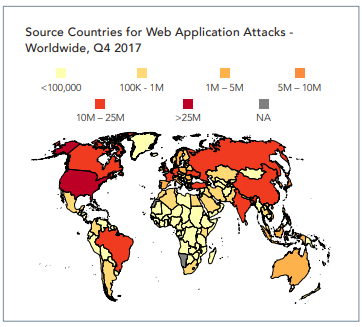 Source Countries for Web Application Attacks -
Worldwide, Q4 2017
<100,000 100K - 1M 1M – 5M 5M – 10M
10M – 25M >25M NA